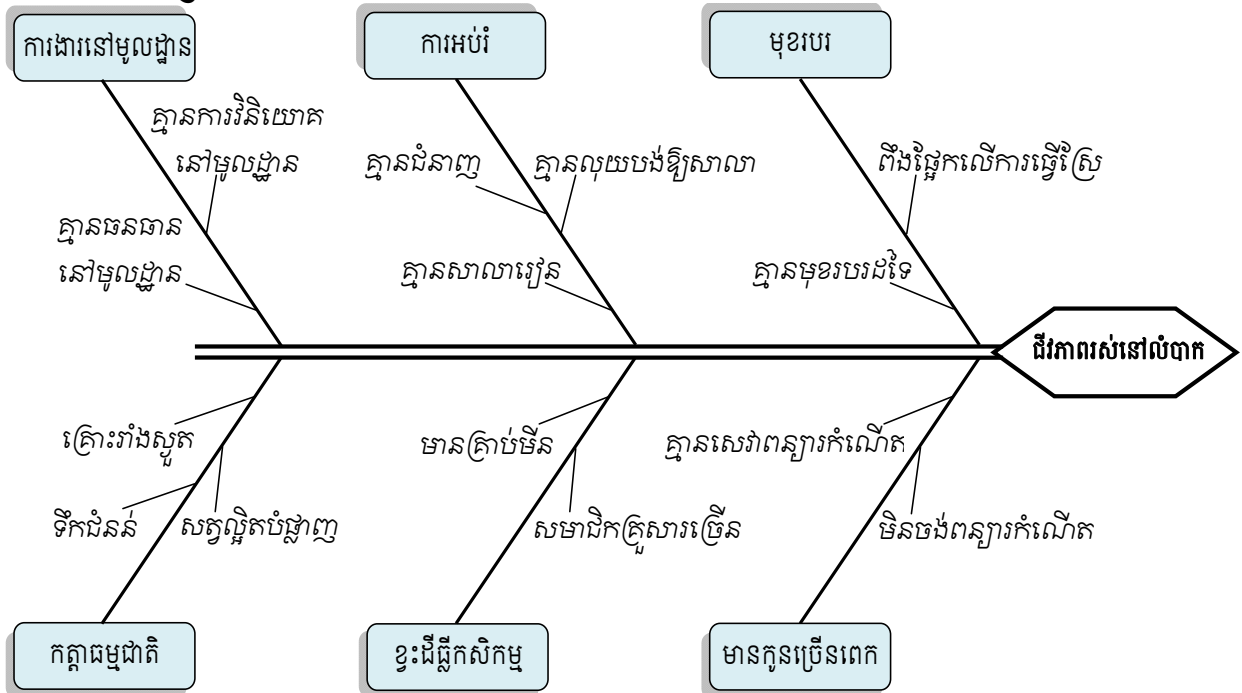 ការងារនៅមូលដ្ឋាន
ការអប់រំ
មុខរបរ
គ្មានការវិនិយោគ
នៅមូលដ្ឋាន
គ្មានធនធាន
នៅមូលដ្ឋាន
គ្មានជំនាញ
គ្មានលុយបង់ឱ្យសាលា
គ្មានសាលារៀន
ពឹងផ្អែកលើការធ្វើស្រែ
គ្មានមុខរបរដទៃ
ជីវភាពរស់នៅលំបាក
គ្រោះរាំងស្ងួត
ទឹកជំនន់
សត្វល្អិតបំផ្លាញ
មានគ្រាប់មីន
សមាជិកគ្រួសារច្រើន
គ្មានសេវាពន្យារកំណើត
មិនចង់ពន្យារកំណើត
កត្តាធម្មជាតិ
ខ្វះដីធ្លីកសិកម្ម
មានកូនច្រើនពេក